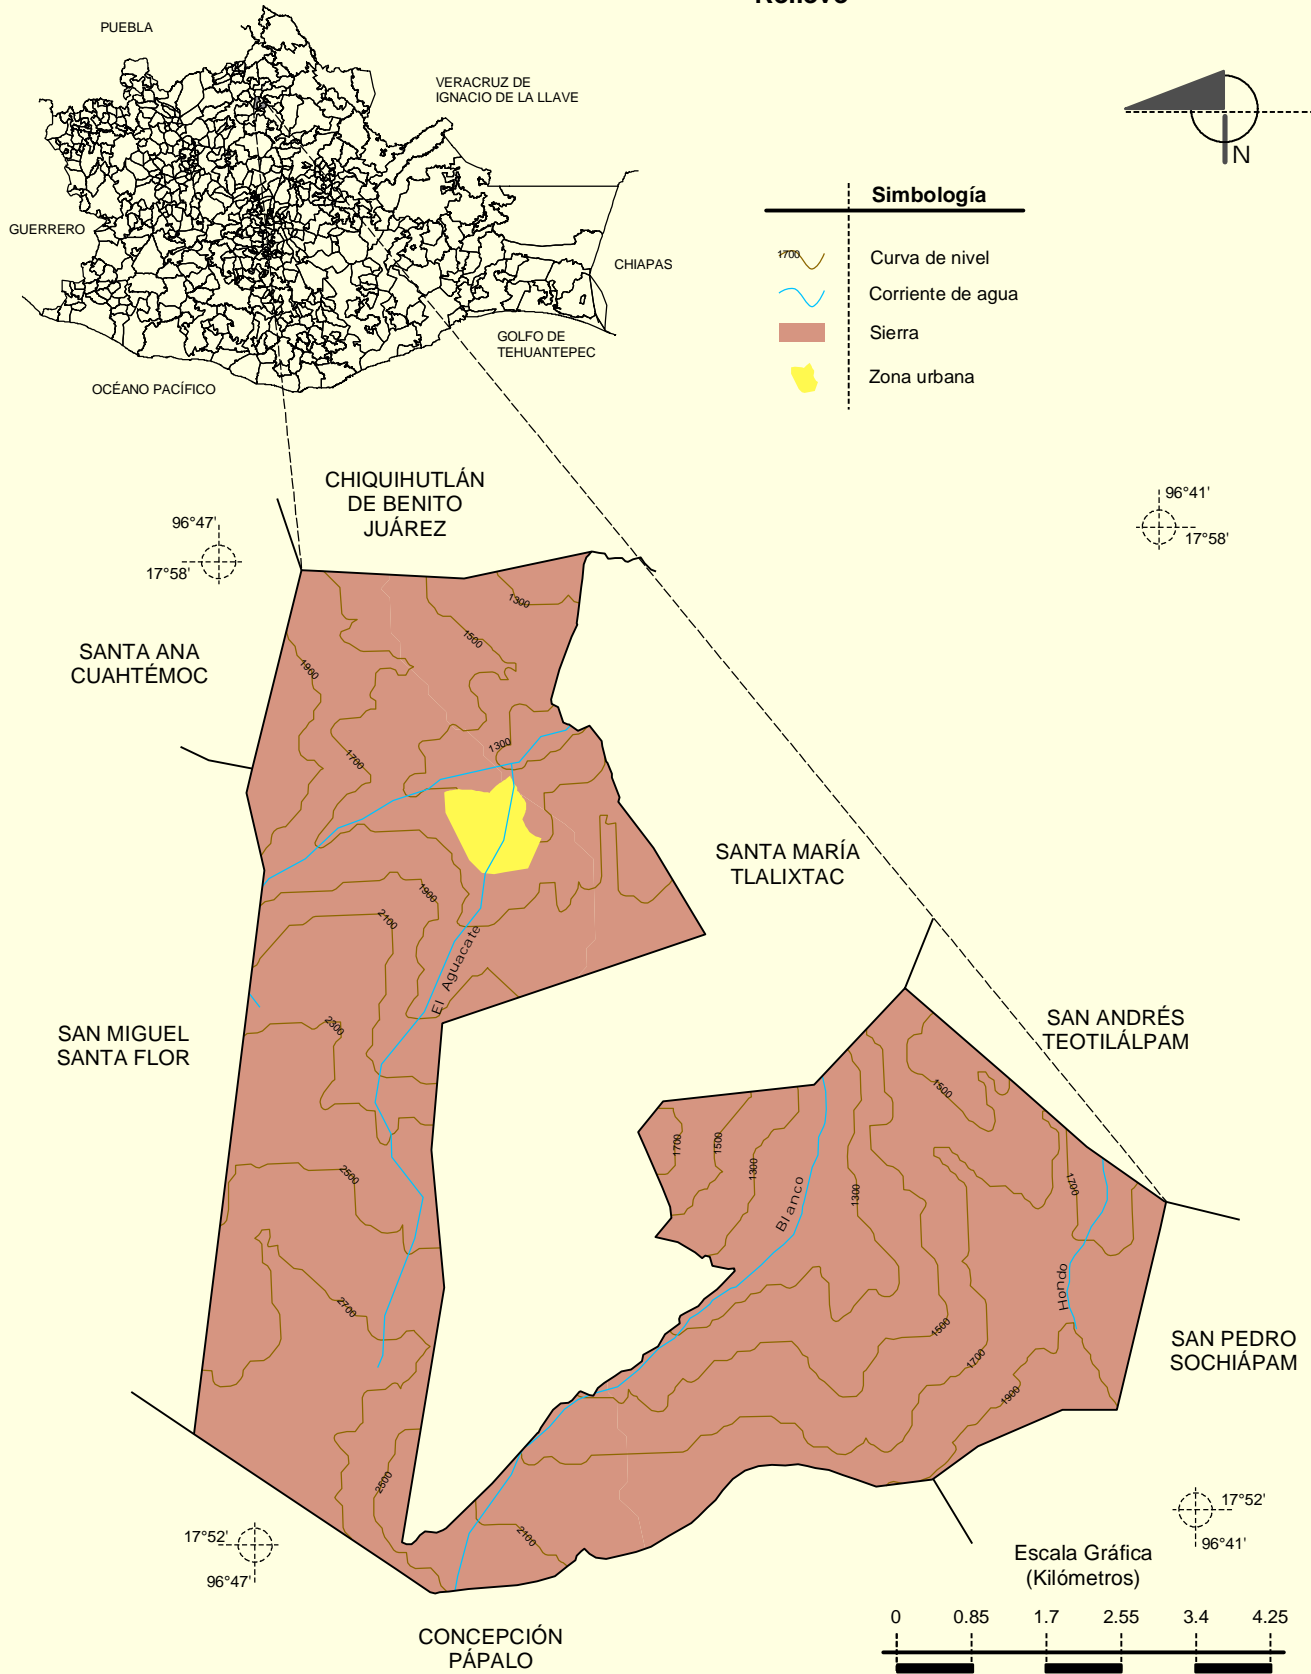 Relieve
PUEBLA
VERACRUZ DE
IGNACIO DE LA LLAVE
GUERRERO
CHIAPAS
GOLFO DE
TEHUANTEPEC
OCÉANO PACÍFICO
N
Simbología
1700
Curva de nivel
Corriente de agua
Sierra
Zona urbana
CHIQUIHUTLÁN
DE BENITO
JUÁREZ
96°47'
17°58'
96°41'
17°58'
SANTA ANA
CUAHTÉMOC
1300
1500
1900
1300
1700
SANTA MARÍA
TLALIXTAC
1900
2100
El Aguacate
SAN MIGUEL
SANTA FLOR
2300
SAN ANDRÉS
TEOTILÁLPAM
1500
1700
1500
1300
1300
1700
2500
Blanco
Hondo
2700
1500
1700
1900
SAN PEDRO
SOCHIÁPAM
2500
2100
17°52'
96°47'
17°52'
96°41'
Escala Gráfica
(Kilómetros)
0 0.85 1.7 2.55 3.4 4.25
CONCEPCIÓN
PÁPALO